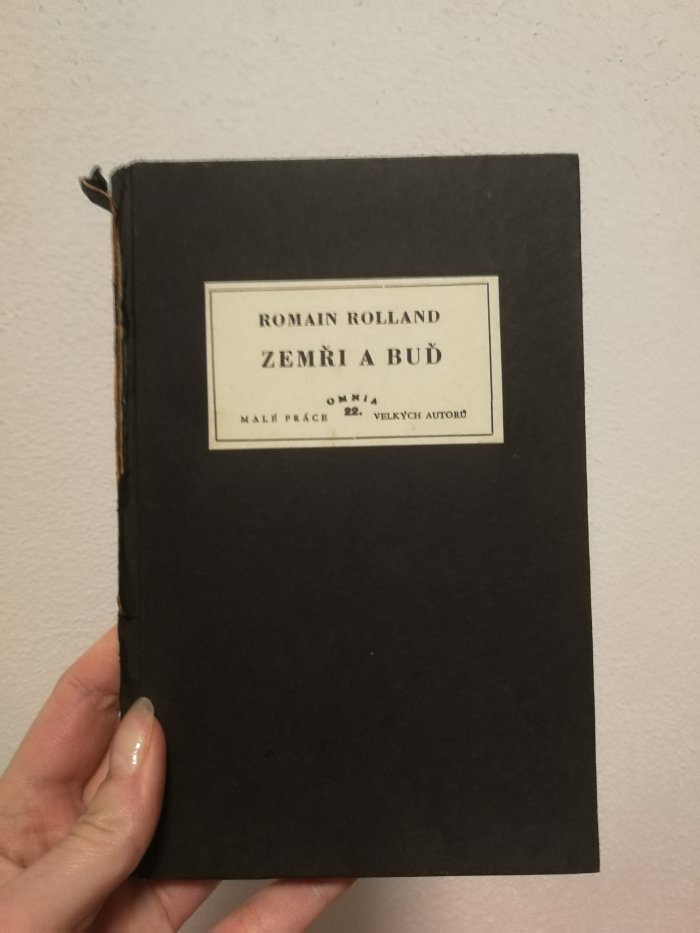 ROMAIN ROLLAND
ZEMŘI A BUĎ
OMNIA
MALÉ PRÁCE 22. VELKÝCH AUTORŮ